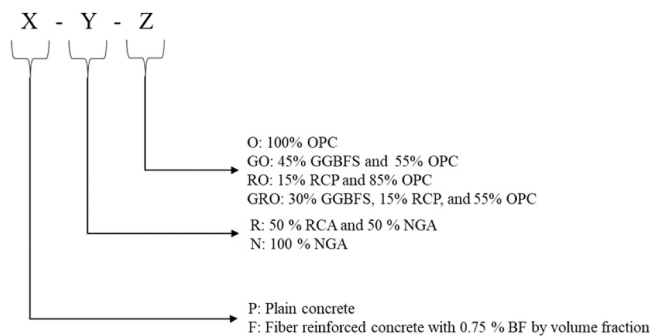 X - Y - Z
O: 100% OPC
GO: 45% GGBFS and 55% OPC
RO: 15% RCP and 85% OPC
GRO: 30% GGBFS, 15% RCP, and 55% OPC
R: 50 % RCA and 50 % NGA
N: 100 % NGA
P: Plain concrete
F: Fiber reinforced concrete with 0.75 % BF by volume fraction